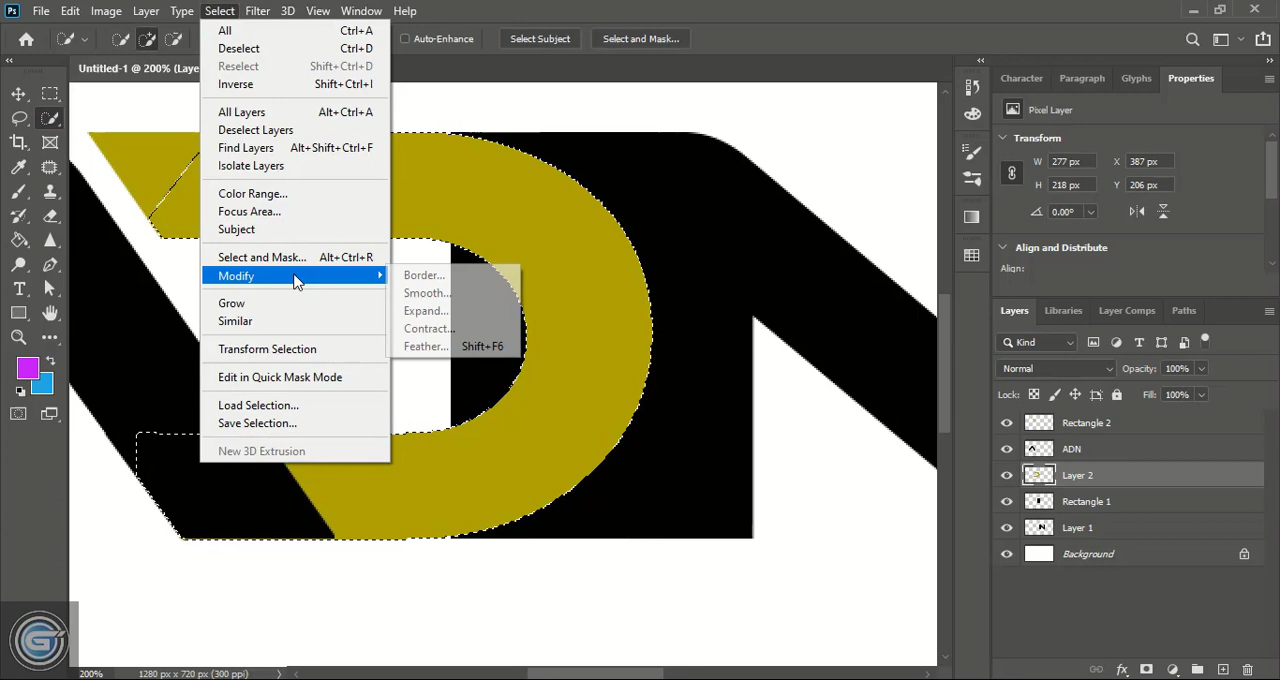 Ps File Edit Image Layer Type Select Filter 3D View Window Help
Auto-Enhance Select Subject Select and Mask...
Untitled-1 @ 200% (Laye
All Ctrl+A
Deselect Ctrl+D
Reselect Shift+Ctrl+D
Inverse Shift+Ctrl+I
All Layers Alt+Ctrl+A
Deselect Layers
Find Layers Alt+Shift+Ctrl+F
Isolate Layers
Color Range...
Focus Area...
Subject
Select and Mask... Alt+Ctrl+R
Modify
Grow
Similar
Transform Selection
Edit in Quick Mask Mode
Load Selection...
Save Selection...
New 3D Extrusion
Border...
Smooth...
Expand...
Contract...
Feather... Shift+F6
Character Paragraph Glyphs Properties
Pixel Layer
Transform
W 277 px X 387 px
H 218 px Y 206 px
0.00°
Align and Distribute
Align:
Layers Libraries Layer Comps Paths
Kind
Normal Opacity: 100%
Lock: Fill: 100%
Rectangle 2
ADN
Layer 2
Rectangle 1
Layer 1
Background
200% 1280 px x 720 px (300 ppi)